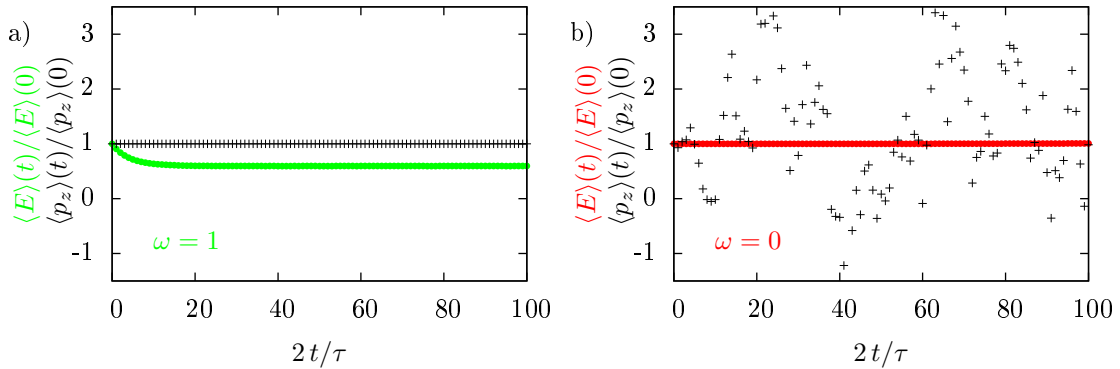 a)
⟨E⟩(t)/⟨E⟩(0)
⟨p_z⟩(t)/⟨p_z⟩(0)
3
2
1
0
-1
ω = 1
0 20 40 60 80 100
2 t/τ
b)
⟨E⟩(t)/⟨E⟩(0)
⟨p_z⟩(t)/⟨p_z⟩(0)
3
2
1
0
-1
ω = 0
0 20 40 60 80 100
2 t/τ